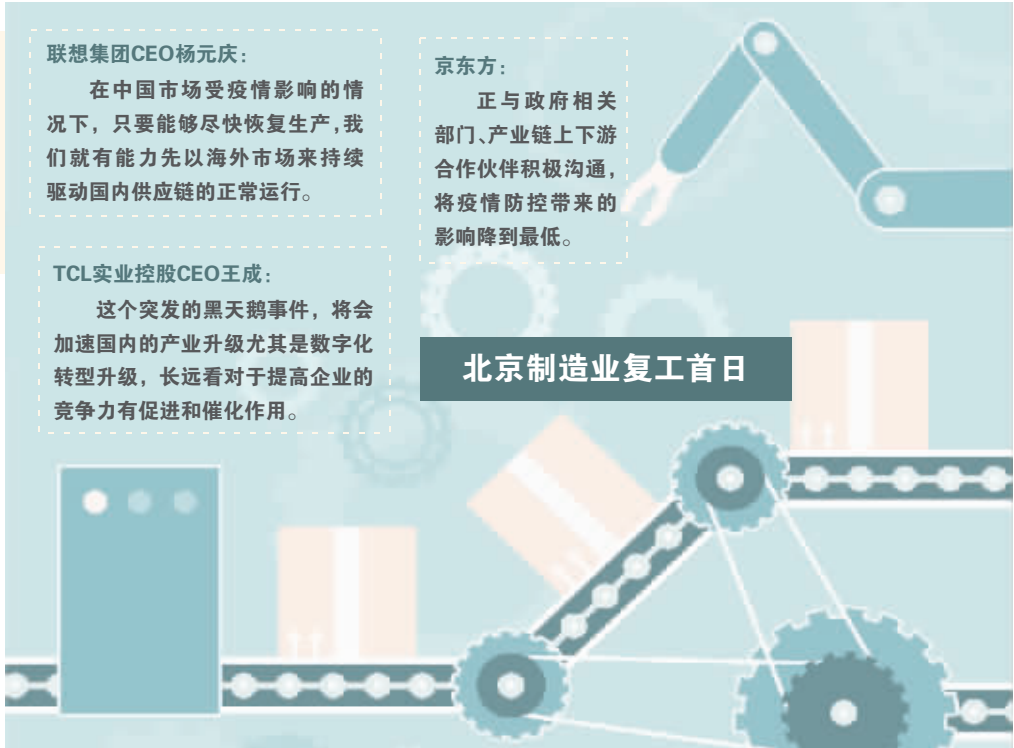 联想集团CEO杨元庆：
在中国市场受疫情影响的情
况下，只要能够尽快恢复生产，我
们就有能力先以海外市场来持续
驱动国内供应链的正常运行。
京东方：
正与政府相关
部门、产业链上下游
合作伙伴积极沟通，
将疫情防控带来的
影响降到最低。
TCL实业控股CEO王成：
这个突发的黑天鹅事件，将会
加速国内的产业升级尤其是数字化
转型升级，长远看对于提高企业的
竞争力有促进和催化作用。
北京制造业复工首日